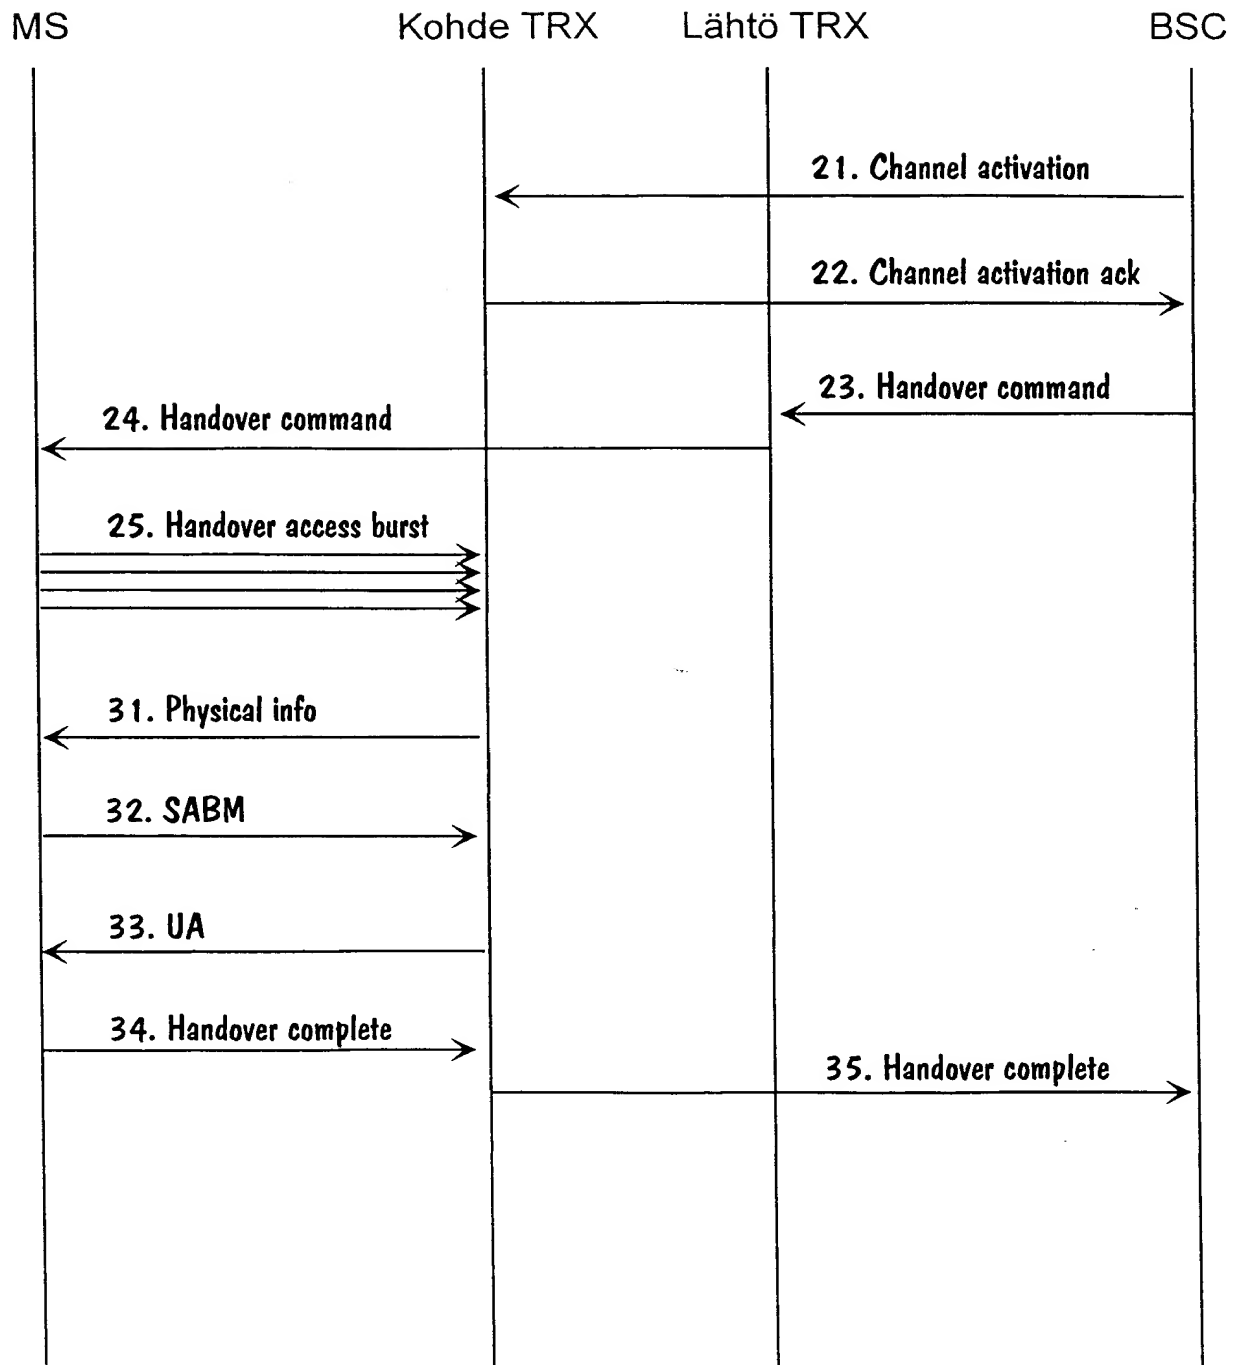 MS Kohde TRX Lähtö TRX BSC
21. Channel activation
22. Channel activation ack
23. Handover command
24. Handover command
25. Handover access burst
31. Physical info
32. SABM
33. UA
34. Handover complete
35. Handover complete